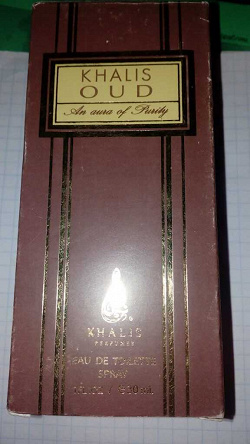 KHALIS
OUD
An aura of Purity
KHALIS
PERFUMES
EAU DE TOILETTE
SPRAY